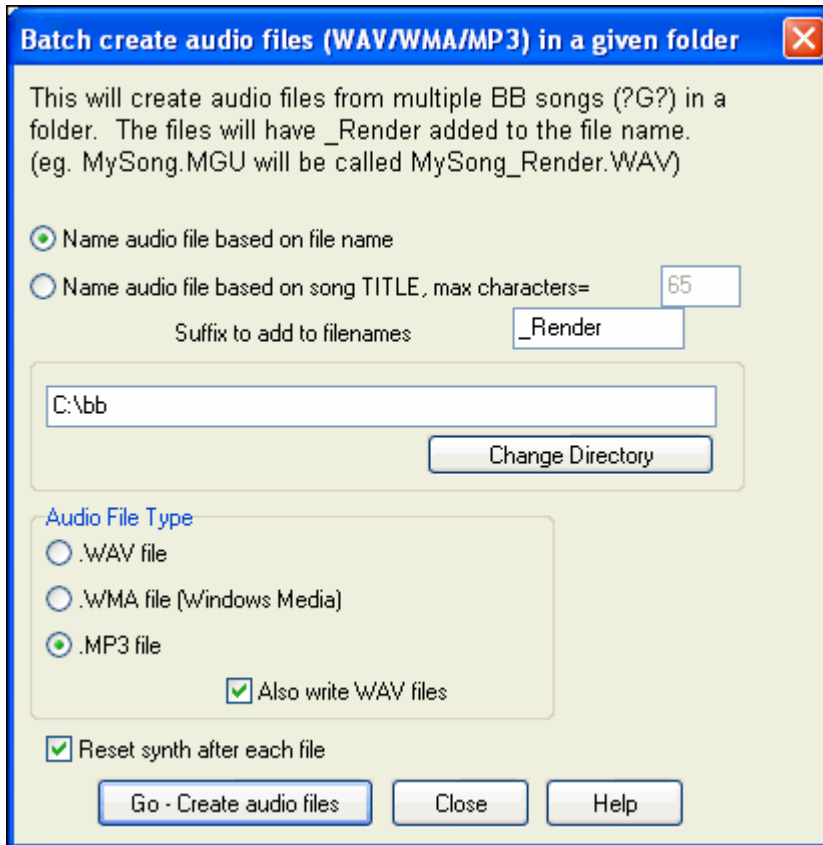 Batch create audio files (WAV/WMA/MP3) in a given folder
This will create audio files from multiple BB songs (?G?) in a
folder. The files will have _Render added to the file name.
(eg. MySong.MGU will be called MySong_Render.WAV)
Name audio file based on file name
Name audio file based on song TITLE, max characters= 65
Suffix to add to filenames _Render
C:\bb
Change Directory
Audio File Type
.WAV file
.WMA file (Windows Media)
.MP3 file
Also write WAV files
Reset synth after each file
Go - Create audio files Close Help